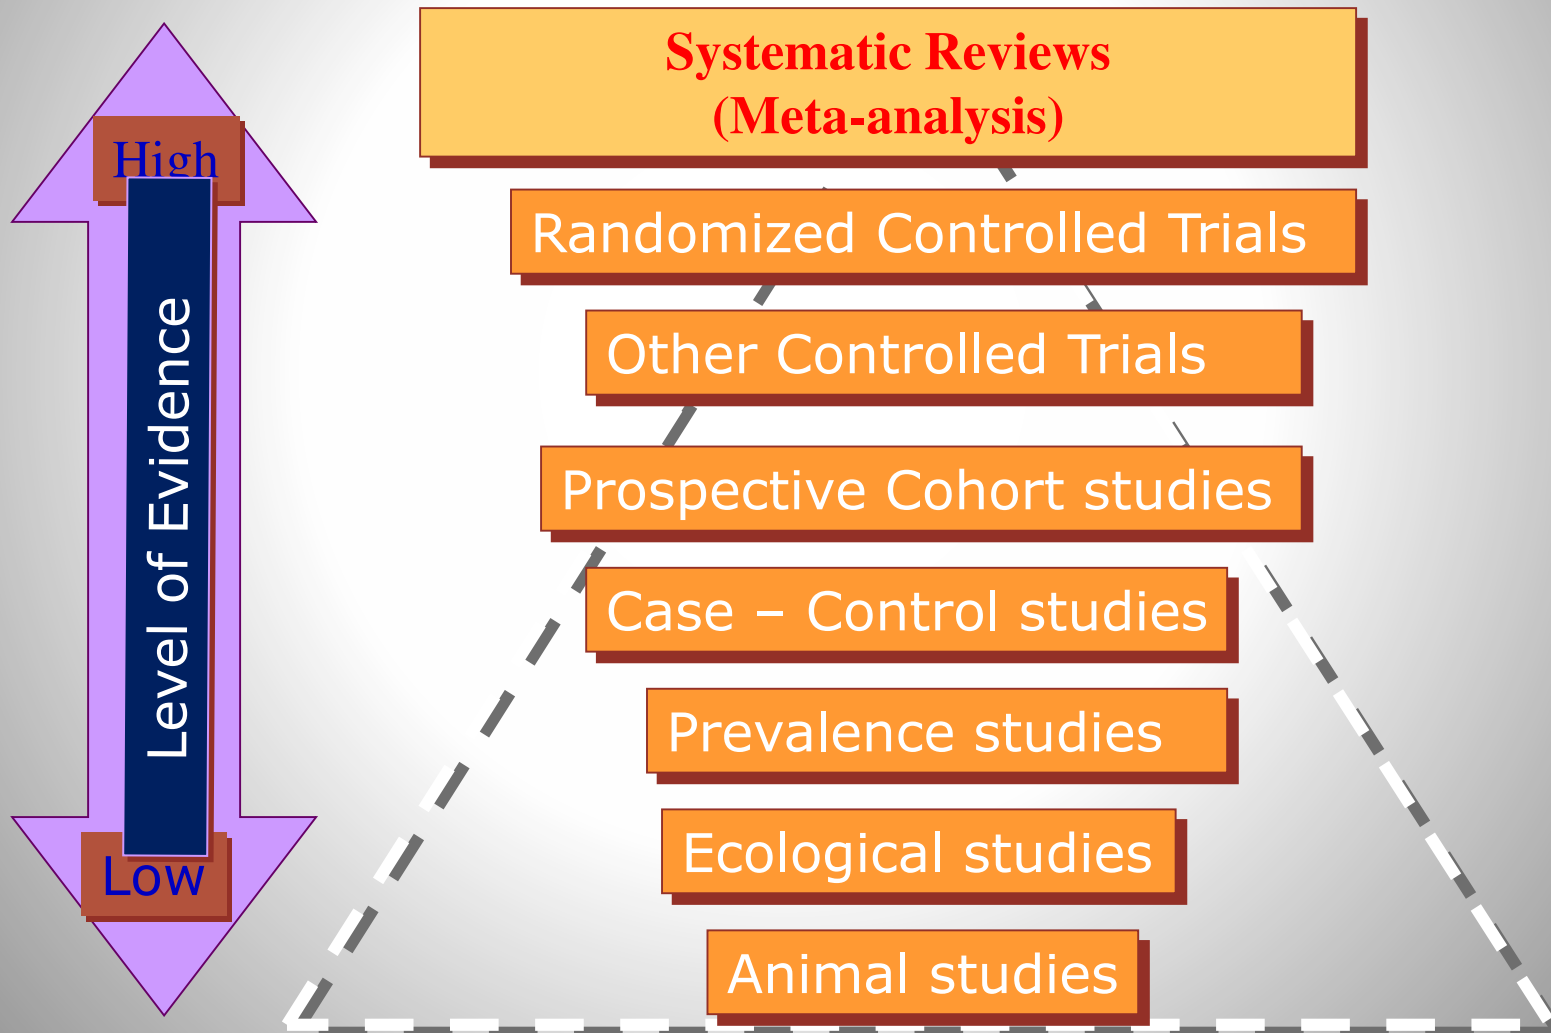 Systematic Reviews
(Meta-analysis)
High
Randomized Controlled Trials
Other Controlled Trials
Level of Evidence
Prospective Cohort studies
Case – Control studies
Prevalence studies
Ecological studies
Low
Animal studies